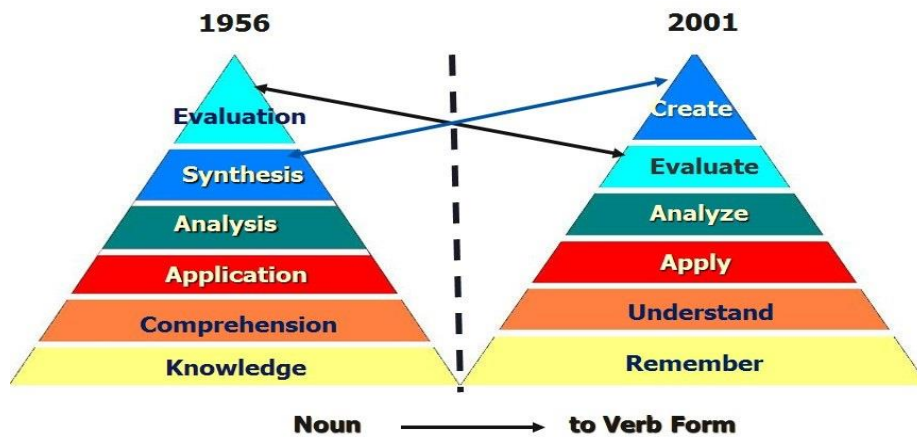 1956
Evaluation
Synthesis
Analysis
Application
Comprehension
Knowledge
2001
Create
Evaluate
Analyze
Apply
Understand
Remember
Noun to Verb Form